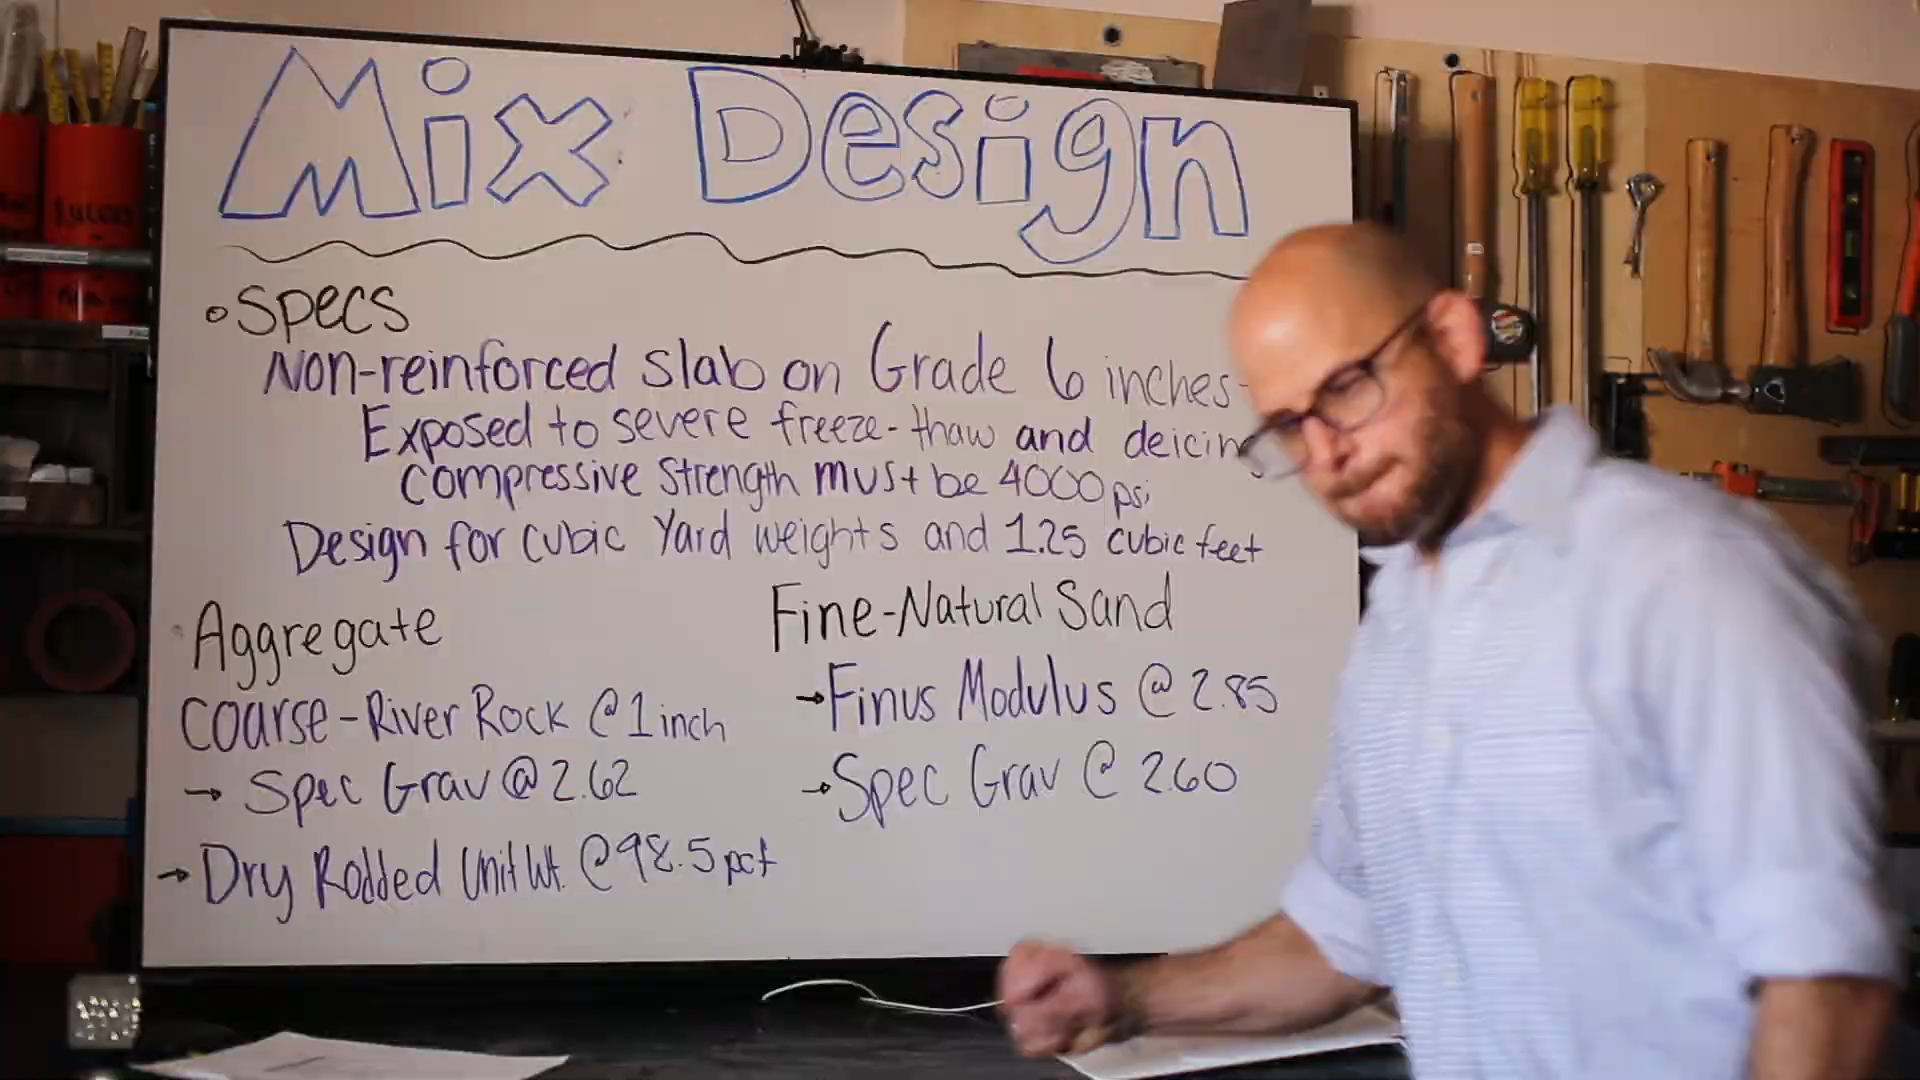 Mix Design
Specs
Non-reinforced slab on Grade 6 inches
Exposed to severe freeze-thaw and deicing
compressive strength must be 4000 psi
Design for cubic yard weights and 1.25 cubic feet
Aggregate
Coarse-River Rock @ 1 inch
→ Spec Grav @ 2.62
→ Dry Rodded Unit Wt. @ 98.5 pcf
Fine-Natural Sand
→ Finus Modulus @ 2.85
→ Spec Grav @ 2.60